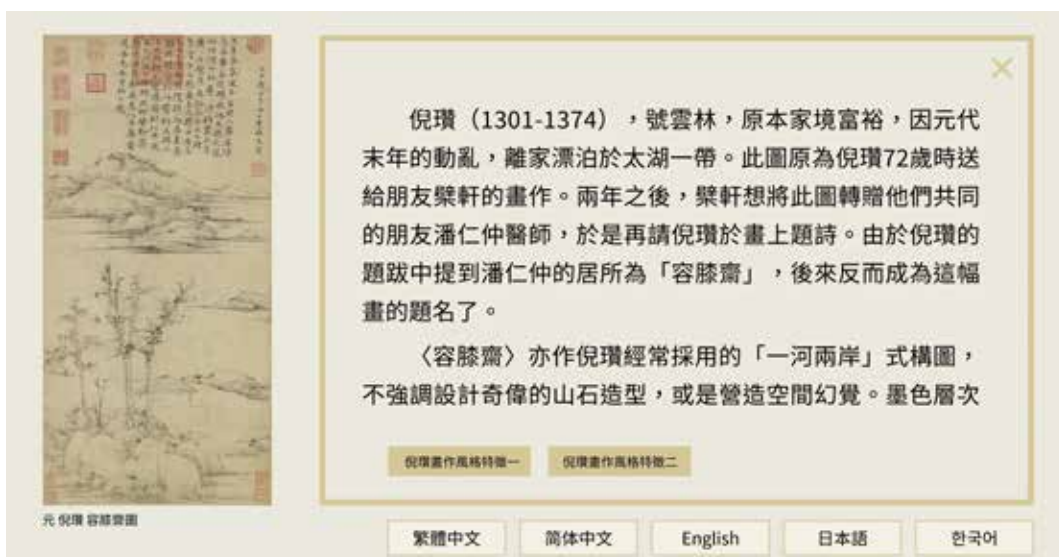 倪瓚（1301-1374），號雲林，原本家境富裕，因元代
末年的動亂，離家漂泊於太湖一帶。此圖原為倪瓚72歲時送
給朋友檗軒的畫作。兩年之後，檗軒想將此圖轉贈他們共同
的朋友潘仁仲醫師，於是再請倪瓚於畫上題詩。由於倪瓚的
題跋中提到潘仁仲的居所為「容膝齋」，後來反而成為這幅
畫的題名了。
〈容膝齋〉亦作倪瓚經常採用的「一河兩岸」式構圖，
不強調設計奇偉的山石造型，或是營造空間幻覺。墨色層次
倪瓚畫作風格特徵一
倪瓚畫作風格特徵二
元 倪瓚 容膝齋圖
繁體中文
简体中文
English
日本語
한국어